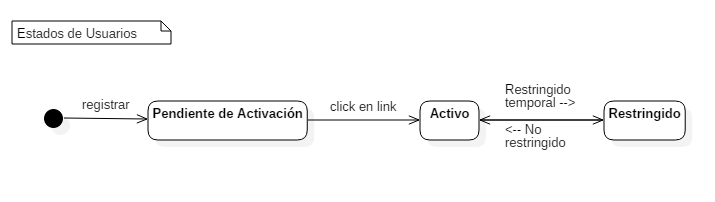 Estados de Usuarios
registrar
Pendiente de Activación
click en link
Activo
Restringido
temporal -->
<-- No
restringido
Restringido